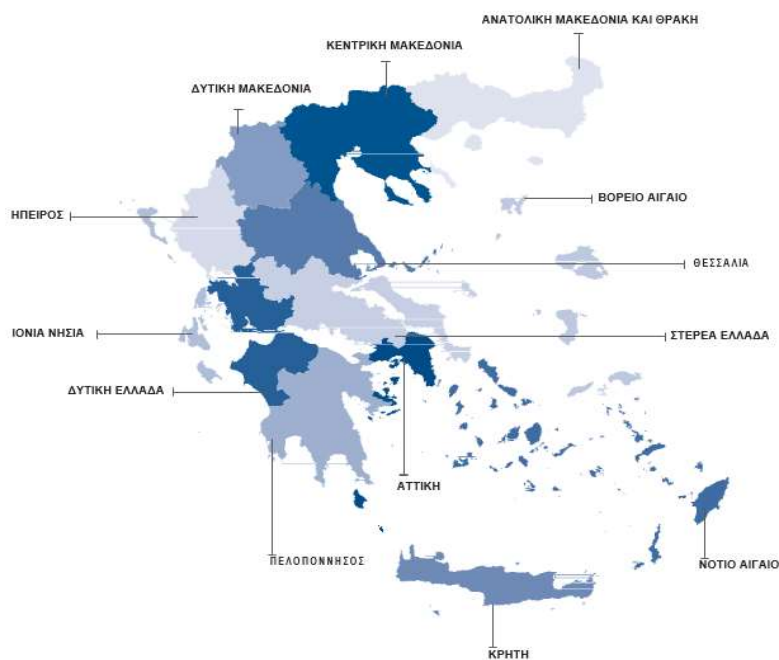 ΑΝΑΤΟΛΙΚΗ ΜΑΚΕΔΟΝΙΑ ΚΑΙ ΘΡΑΚΗ
ΚΕΝΤΡΙΚΗ ΜΑΚΕΔΟΝΙΑ
ΔΥΤΙΚΗ ΜΑΚΕΔΟΝΙΑ
ΒΟΡΕΙΟ ΑΙΓΑΙΟ
ΗΠΕΙΡΟΣ
ΘΕΣΣΑΛΙΑ
ΙΟΝΙΑ ΝΗΣΙΑ
ΣΤΕΡΕΑ ΕΛΛΑΔΑ
ΔΥΤΙΚΗ ΕΛΛΑΔΑ
ΑΤΤΙΚΗ
ΠΕΛΟΠΟΝΝΗΣΟΣ
ΝΟΤΙΟ ΑΙΓΑΙΟ
ΚΡΗΤΗ